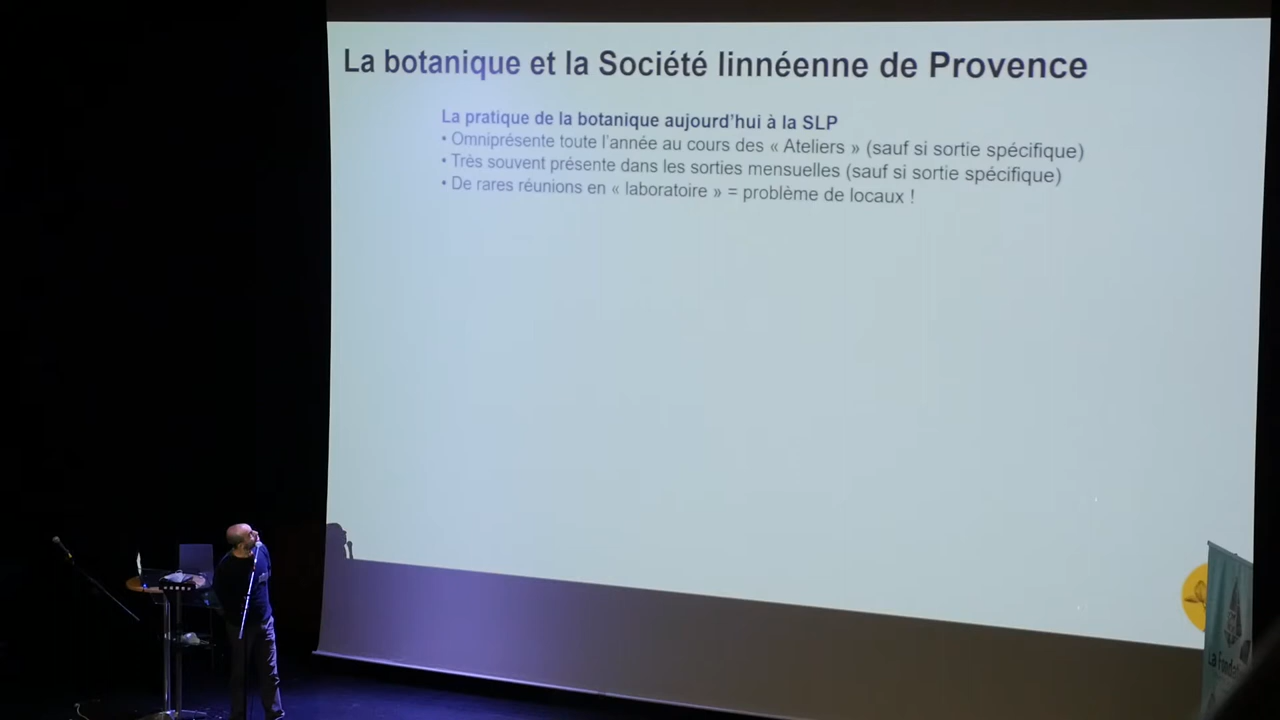 La botanique et la Société linnéenne de Provence
La pratique de la botanique aujourd'hui à la SLP
• Omniprésente toute l'année au cours des « Ateliers » (sauf si sortie spécifique)
• Très souvent présente dans les sorties mensuelles (sauf si sortie spécifique)
• De rares réunions en « laboratoire » = problème de locaux !
La